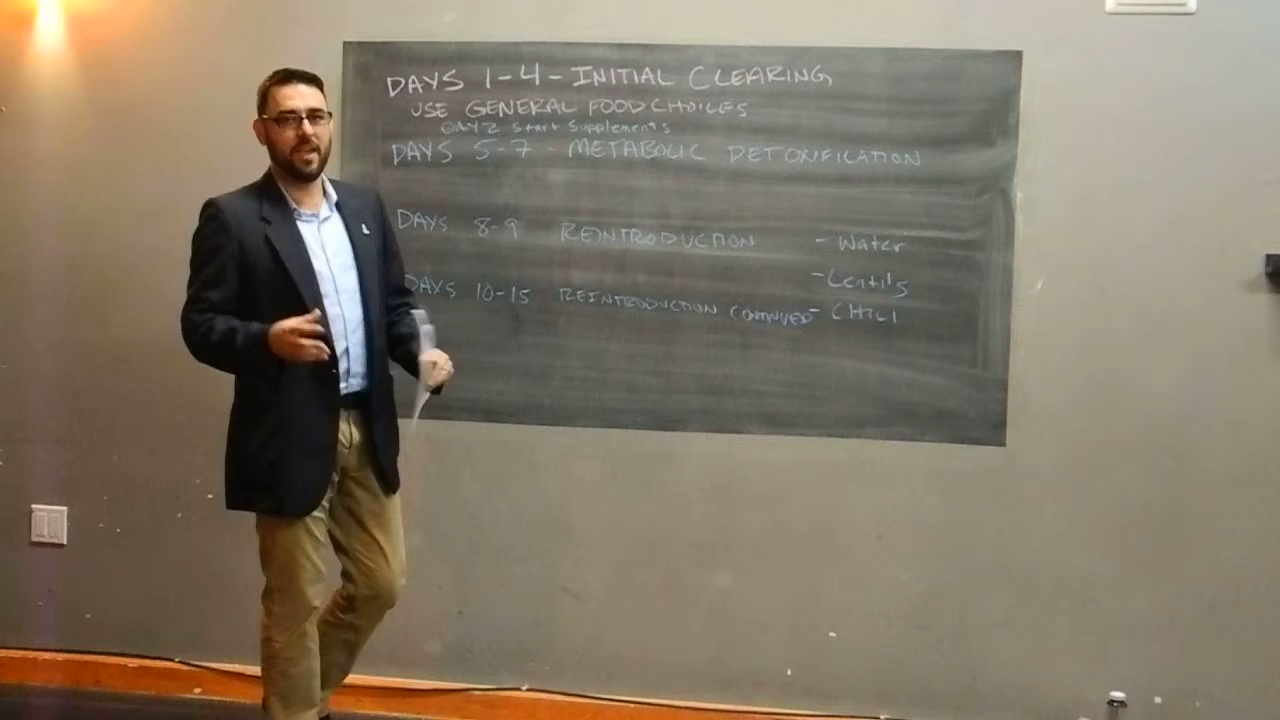 DAYS 1-4 - INITIAL CLEARING
USE GENERAL FOOD CHOICES
DAY 2 Start Supplements
DAYS 5-7 - METABOLIC DETOXIFICATION
DAYS 8-9 REINTRODUCTION - Water
- Lentils
DAYS 10-15 REINTRODUCTION CONTINUED - CHILI